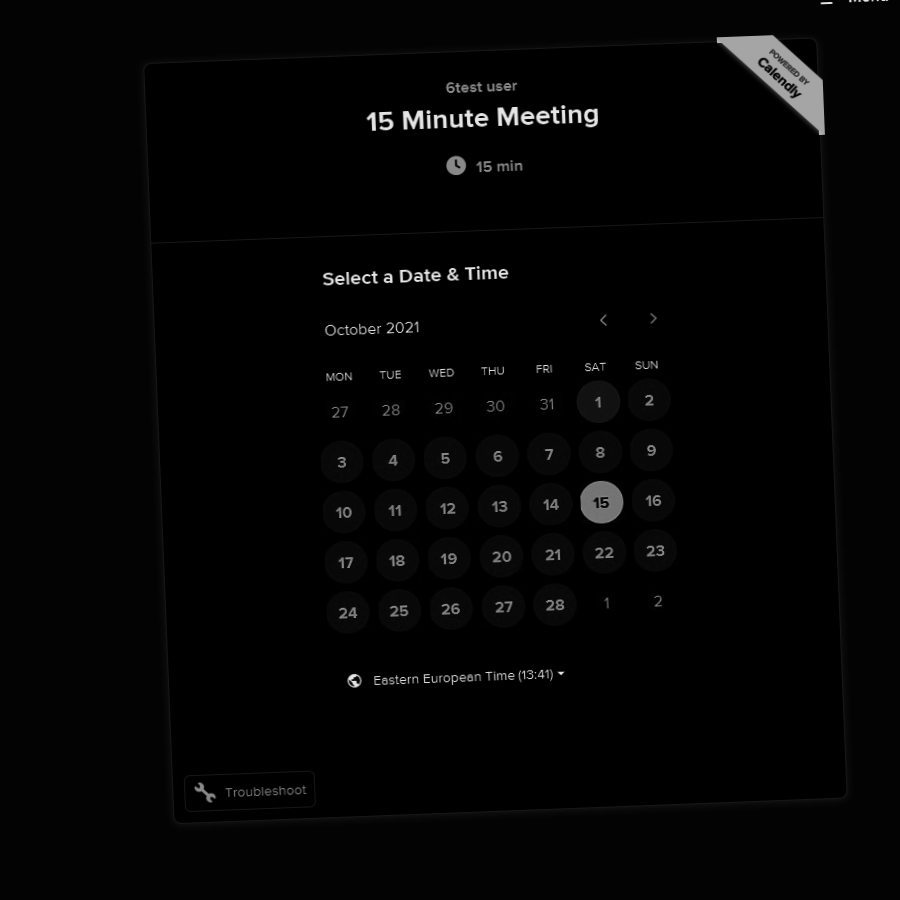 Menu
POWERED BY
Calendly
6test user
15 Minute Meeting
15 min
Select a Date & Time
October 2021
MON TUE WED THU FRI SAT SUN
27 28 29 30 31 1 2
3 4 5 6 7 8 9
10 11 12 13 14 15 16
17 18 19 20 21 22 23
24 25 26 27 28 1 2
Eastern European Time (13:41)
Troubleshoot